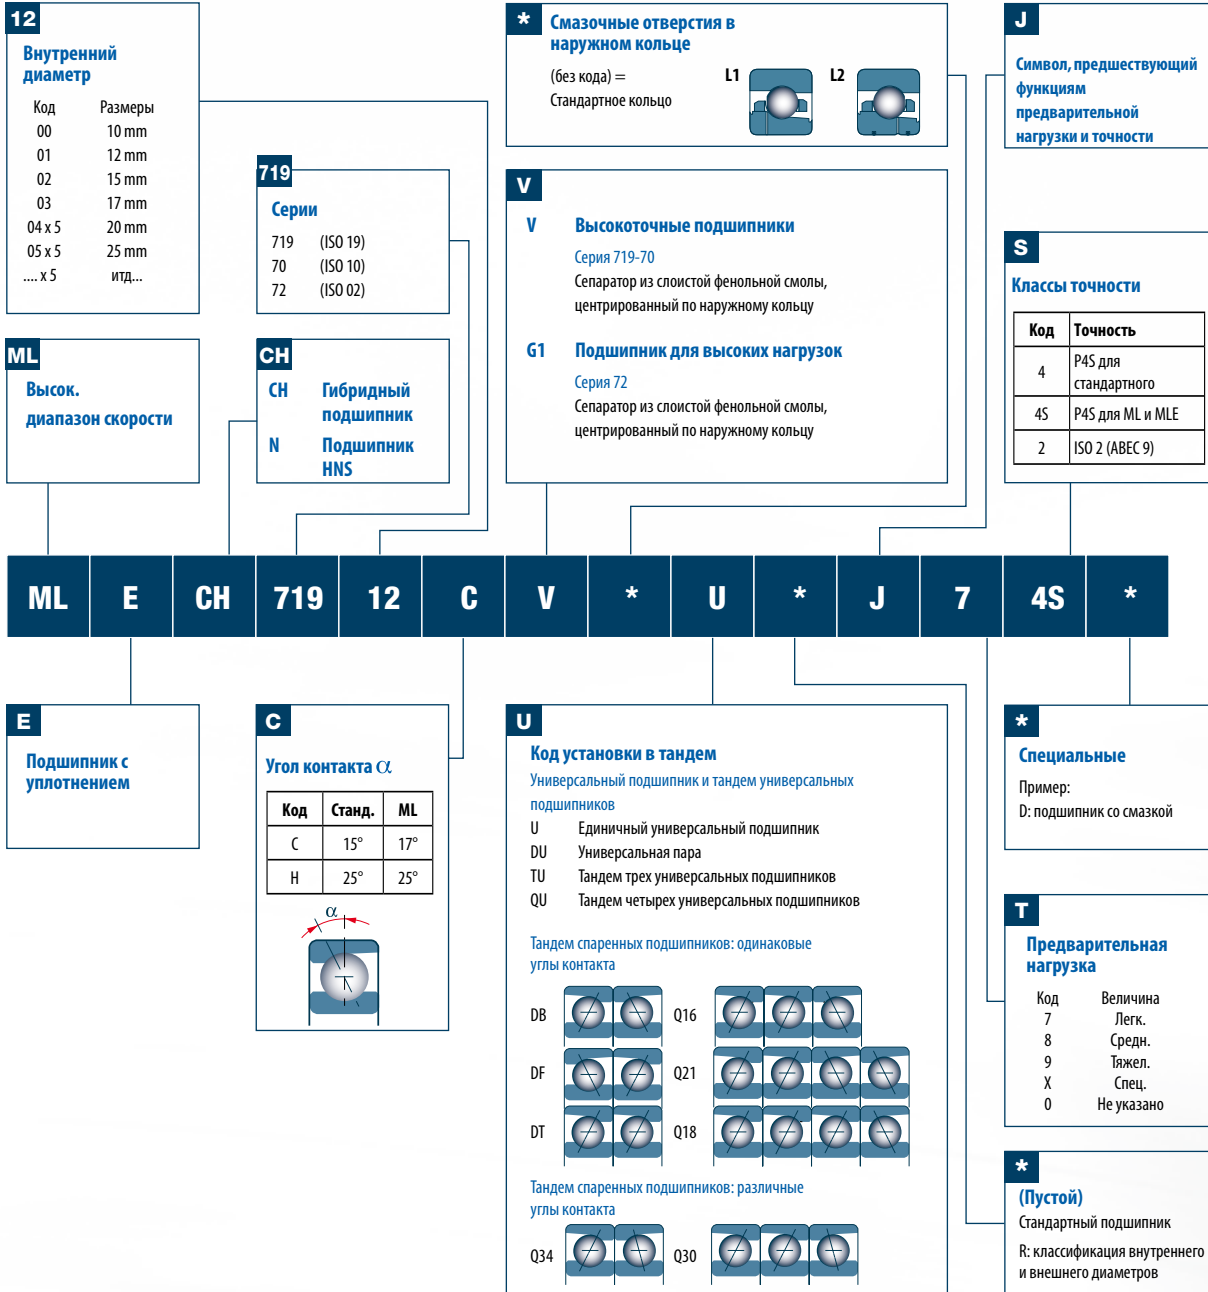 12
Внутренний
диаметр
Код Размеры
00 10 mm
01 12 mm
02 15 mm
03 17 mm
04 x 5 20 mm
05 x 5 25 mm
.... x 5 итд...
719
Серии
719 (ISO 19)
70 (ISO 10)
72 (ISO 02)
* Смазочные отверстия в
наружном кольце
(без кода) =
Стандартное кольцо
L1 L2
J
Символ, предшествующий
функциям
предварительной
нагрузки и точности
V
V Высокоточные подшипники
Серия 719-70
Сепаратор из слоистой фенольной смолы,
центрированный по наружному кольцу
G1 Подшипник для высоких нагрузок
Серия 72
Сепаратор из слоистой фенольной смолы,
центрированный по наружному кольцу
S
Классы точности
Код Точность
4 P4S для
стандартного
4S P4S для ML и MLE
2 ISO 2 (ABEC 9)
ML
Высок.
диапазон скорости
CH
CH Гибридный
подшипник
N Подшипник
HNS
ML E CH 719 12 C V * U * J 7 4S *
E
Подшипник с
уплотнением
C
Угол контакта α
Код Станд. ML
C 15° 17°
H 25° 25°
α
U
Код установки в тандем
Универсальный подшипник и тандем универсальных
подшипников
U Единичный универсальный подшипник
DU Универсальная пара
TU Тандем трех универсальных подшипников
QU Тандем четырех универсальных подшипников
Тандем спаренных подшипников: одинаковые
углы контакта
DB Q16
DF Q21
DT Q18
Тандем спаренных подшипников: различные
углы контакта
Q34 Q30
*
Специальные
Пример:
D: подшипник со смазкой
T
Предварительная
нагрузка
Код Величина
7 Легк.
8 Средн.
9 Тяжел.
X Спец.
0 Не указано
*
(Пустой)
Стандартный подшипник
R: классификация внутреннего
и внешнего диаметров